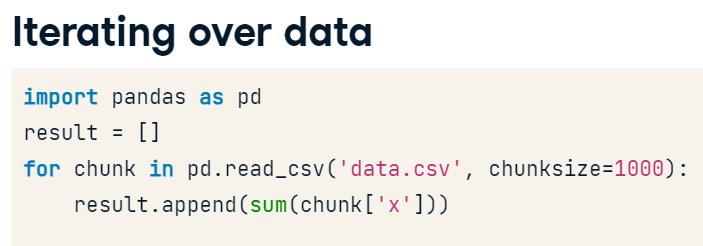 Iterating over data
import pandas as pd
result = []
for chunk in pd.read_csv('data.csv', chunksize=1000):
    result.append(sum(chunk['x']))